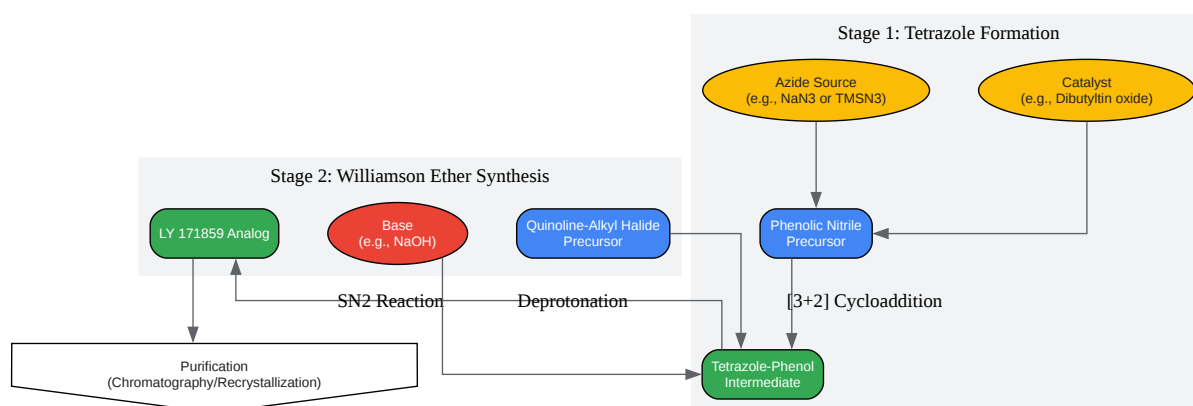 Stage 1: Tetrazole Formation
Azide Source
(e.g., NaN3 or TMSN3)
Catalyst
(e.g., Dibutyltin oxide)
Stage 2: Williamson Ether Synthesis
LY 171859 Analog
Base
(e.g., NaOH)
Quinoline-Alkyl Halide
Precursor
Phenolic Nitrile
Precursor
SN2 Reaction
Deprotonation
[3+2] Cycloaddition
Purification
(Chromatography/Recrystallization)
Tetrazole-Phenol
Intermediate